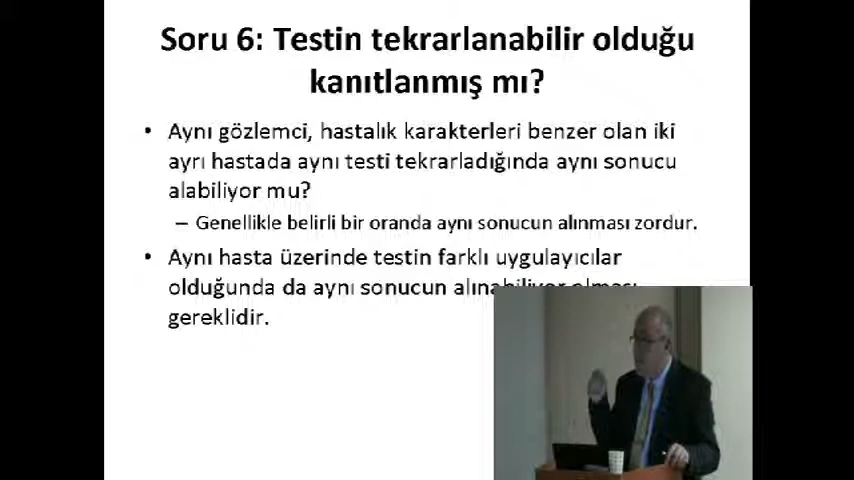 Soru 6: Testin tekrarlanabilir olduğu
kanıtlanmış mı?
• Aynı gözlemci, hastalık karakterleri benzer olan iki
ayrı hastada aynı testi tekrarladığında aynı sonucu
alabiliyor mu?
– Genellikle belirli bir oranda aynı sonucun alınması zordur.
• Aynı hasta üzerinde testin farklı uygulayıcılar
olduğunda da aynı sonucun alınabiliyor olması
gereklidir.